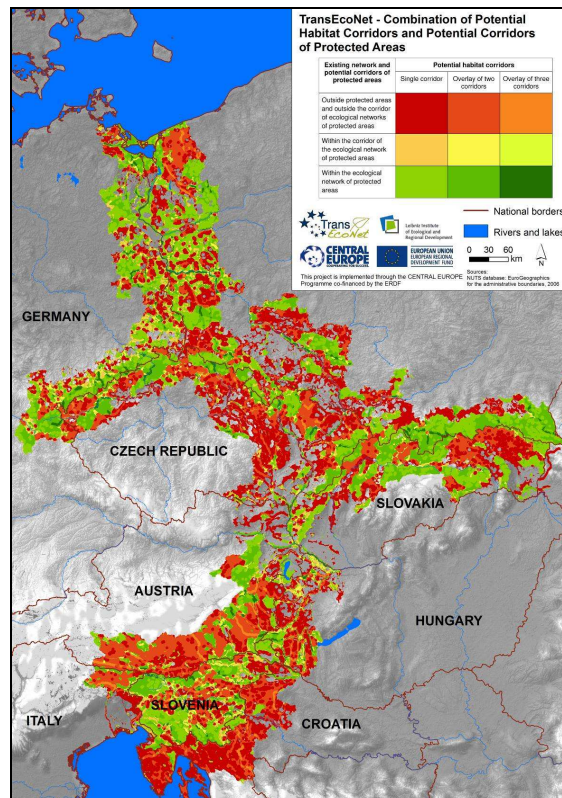 TransEcoNet - Combination of Potential
Habitat Corridors and Potential Corridors
of Protected Areas
Existing network and
potential corridors of
protected areas
Potential habitat corridors
Single corridor
Overlay of two
corridors
Overlay of three
corridors
Outside protected areas
and outside the corridor
of ecological networks
of protected areas
Within the corridor of
the ecological network
of protected areas
Within the ecological
network of protected
areas
Trans
EcoNet
Leibniz Institute
of Ecological and
Regional Development
National borders
Rivers and lakes
CENTRAL
EUROPE
COOPERATING FOR SUCCESS
EUROPEAN UNION
EUROPEAN REGIONAL
DEVELOPMENT FUND
0 30 60
km
N
This project is implemented through the CENTRAL EUROPE
Programme co-financed by the ERDF
Sources:
NUTS database: EuroGeographics
for the administrative boundaries, 2006
GERMANY
CZECH REPUBLIC
SLOVAKIA
AUSTRIA
HUNGARY
SLOVENIA
ITALY
CROATIA